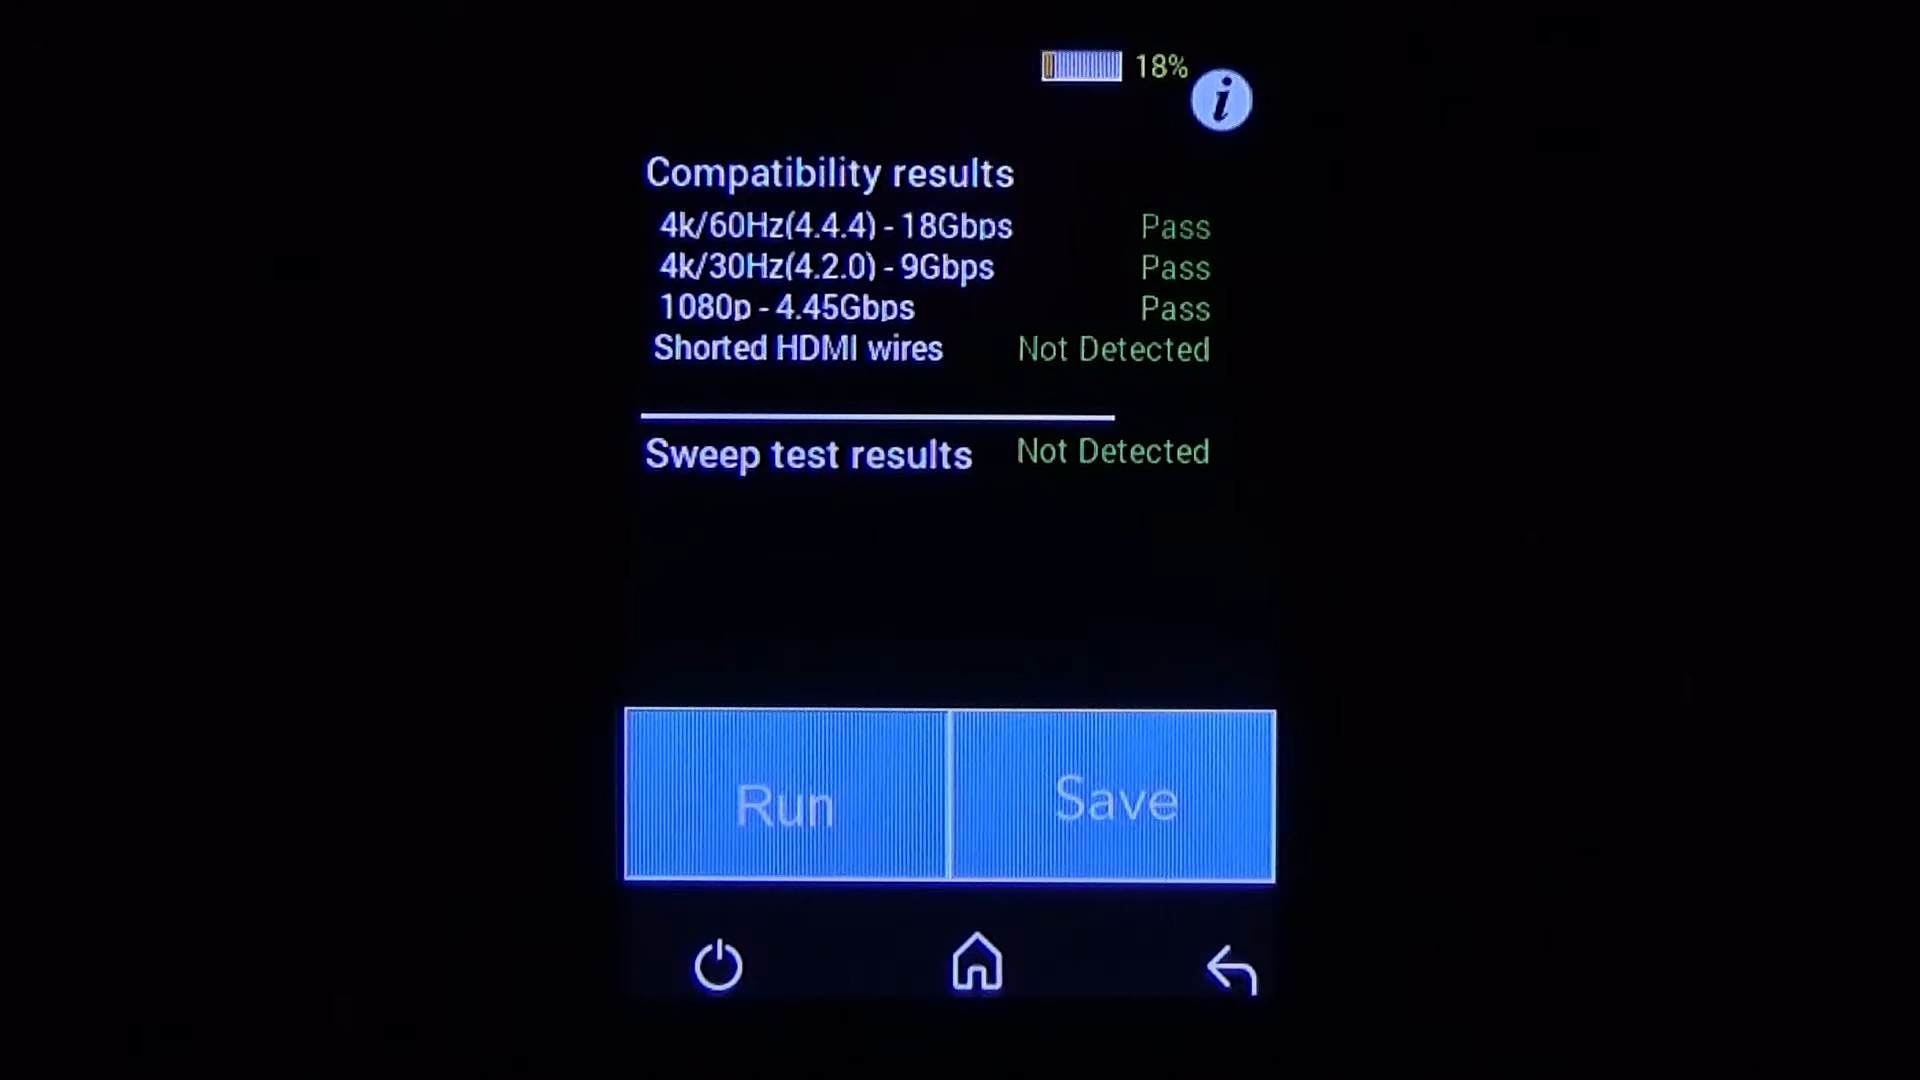 18%
i
Compatibility results
4k/60Hz(4.4.4) - 18Gbps Pass
4k/30Hz(4.2.0) - 9Gbps Pass
1080p - 4.45Gbps Pass
Shorted HDMI wires Not Detected
Sweep test results Not Detected
Run Save